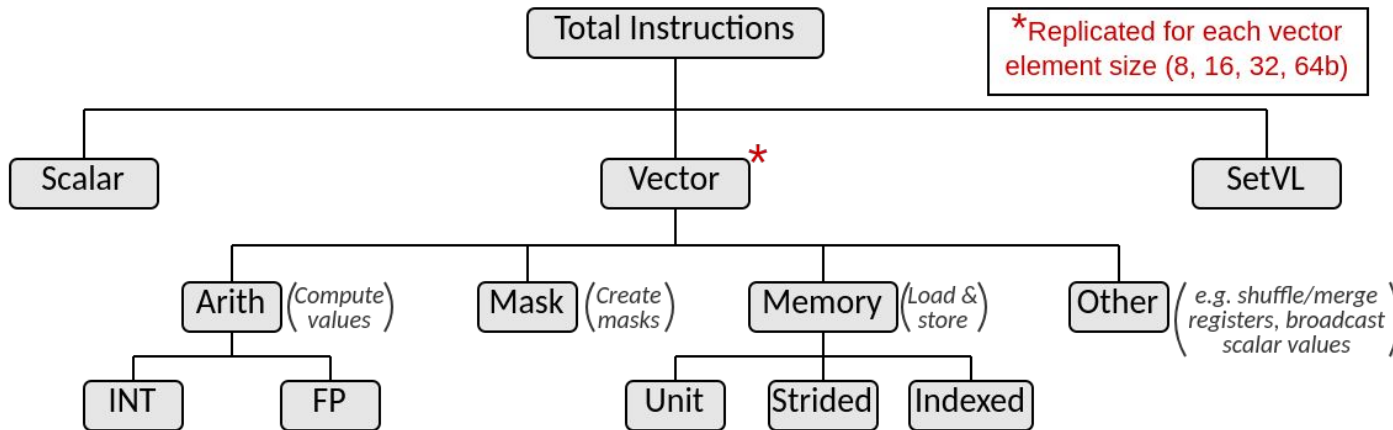 Total Instructions
*Replicated for each vector
element size (8, 16, 32, 64b)
Scalar
Vector
*
SetVL
Arith
(Compute
values)
Mask
(Create
masks)
Memory
(Load &
store)
Other
(e.g. shuffle/merge
registers, broadcast
scalar values)
INT
FP
Unit
Strided
Indexed